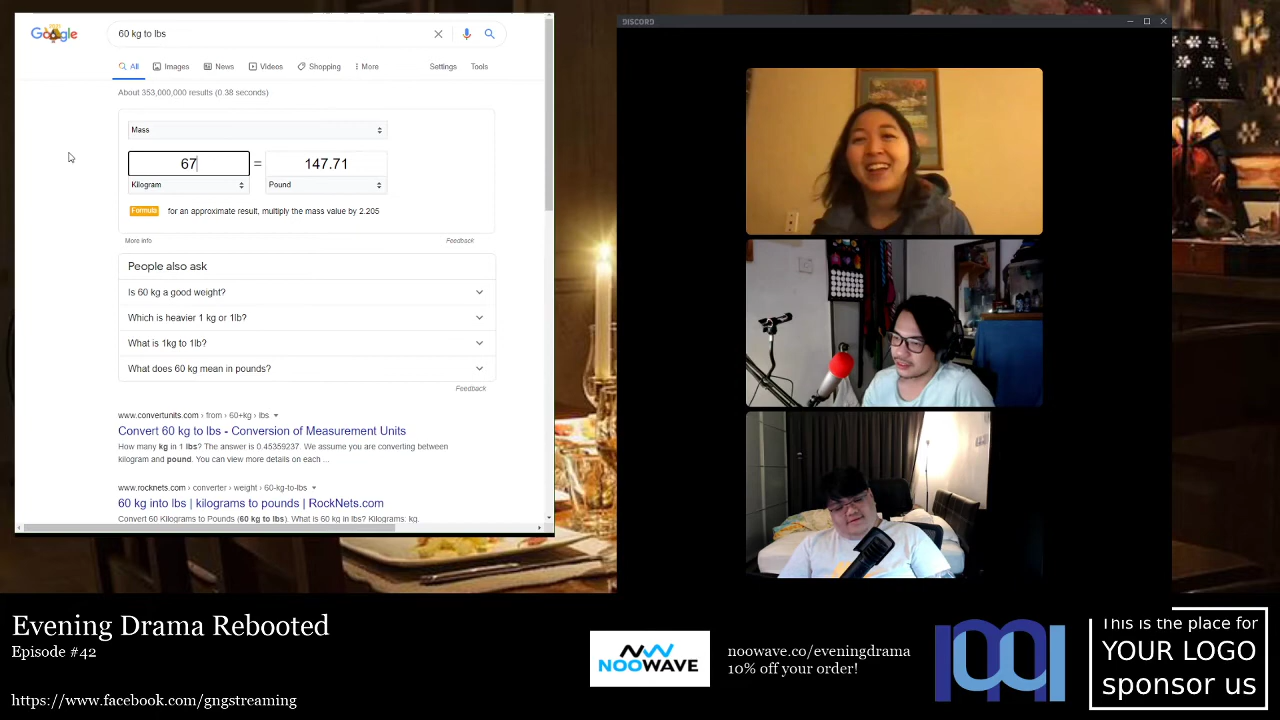 Google
60 kg to lbs
All
Images
News
Videos
Shopping
More
Settings
Tools
About 353,000,000 results (0.38 seconds)
Mass
67 = 147.71
Kilogram
Pound
Formula for an approximate result, multiply the mass value by 2.205
More info
Feedback
People also ask
Is 60 kg a good weight?
Which is heavier 1 kg or 1lb?
What is 1kg to 1lb?
What does 60 kg mean in pounds?
Feedback
www.convertunits.com › from › 60+kg › lbs
Convert 60 kg to lbs - Conversion of Measurement Units
How many kg in 1 lbs? The answer is 0.45359237. We assume you are converting between
kilogram and pound. You can view more details on each ...
www.rocknets.com › converter › weight › 60-kg-to-lbs
60 kg into lbs | kilograms to pounds | RockNets.com
Convert 60 Kilograms to Pounds (60 kg to lbs). What is 60 kg in lbs? Kilograms: kg.
DISCORD
Evening Drama Rebooted
Episode #42
https://www.facebook.com/gngstreaming
NOOWAVE
noowave.co/eveningdrama
10% off your order!
This is the place for
YOUR LOGO
sponsor us